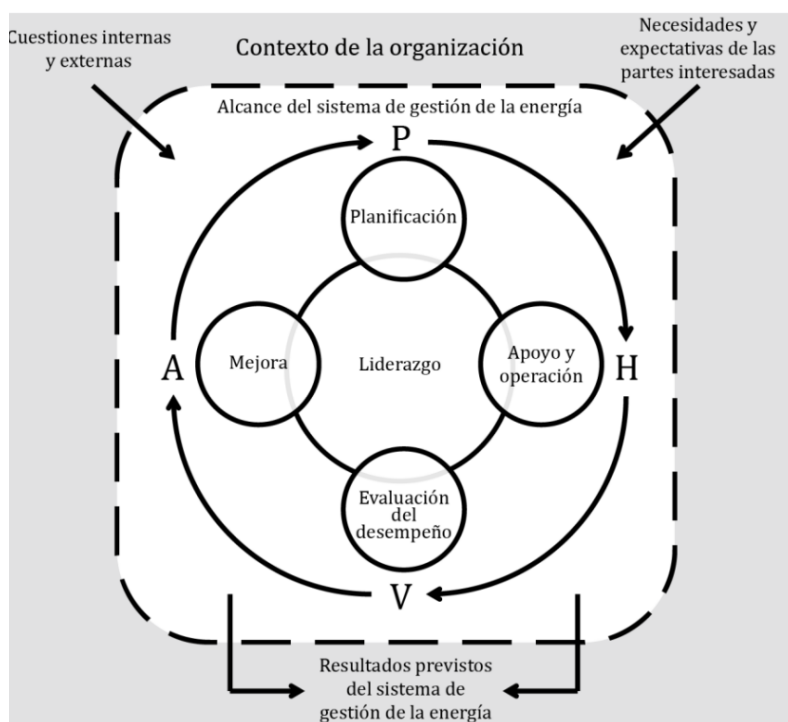 Cuestiones internas
y externas
Contexto de la organización
Necesidades y
expectativas de las
partes interesadas
Alcance del sistema de gestión de la energía
P
Planificación
A
Mejora
Liderazgo
Apoyo y
operación
H
Evaluación
del
desempeño
V
Resultados previstos
del sistema de
gestión de la energía